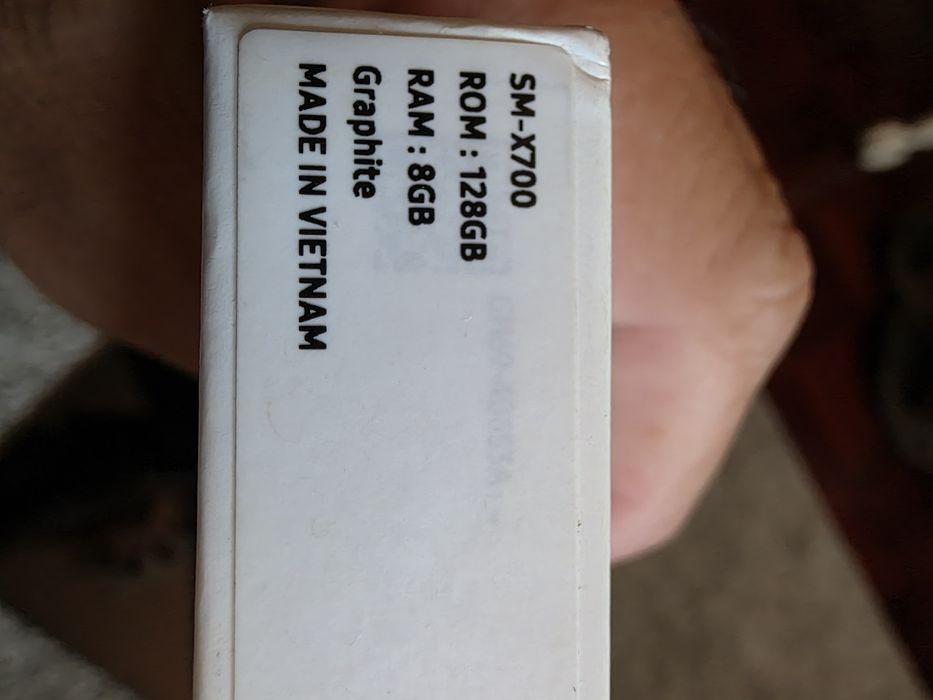 SM-X700
ROM : 128GB
RAM : 8GB
Graphite
MADE IN VIETNAM